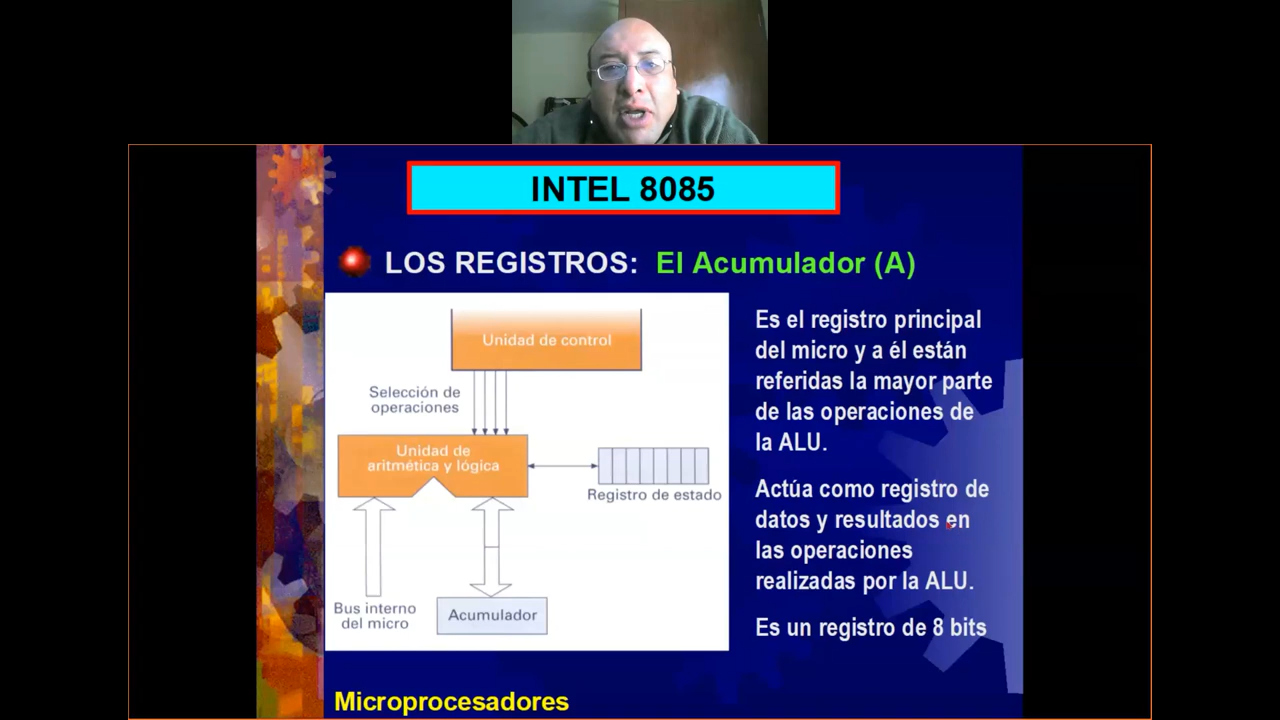 INTEL 8085
LOS REGISTROS: El Acumulador (A)
Unidad de control
Selección de
operaciones
Unidad de
aritmética y lógica
Registro de estado
Bus interno
del micro
Acumulador
Es el registro principal
del micro y a él están
referidas la mayor parte
de las operaciones de
la ALU.
Actúa como registro de
datos y resultados en
las operaciones
realizadas por la ALU.
Es un registro de 8 bits
Microprocesadores